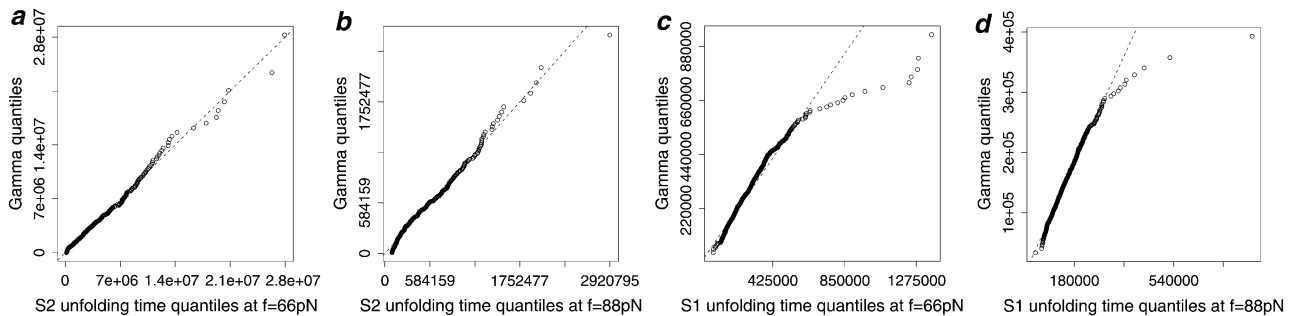 a
2.8e+07
1.4e+07
7e+06
0
Gamma quantiles
0 7e+06 1.4e+07 2.1e+07 2.8e+07
S2 unfolding time quantiles at f=66pN
b
1752477
584159
0
Gamma quantiles
0 584159 1752477 2920795
S2 unfolding time quantiles at f=88pN
c
880000
660000
440000
220000
Gamma quantiles
425000 850000 1275000
S1 unfolding time quantiles at f=66pN
d
4e+05
3e+05
2e+05
1e+05
Gamma quantiles
180000 540000
S1 unfolding time quantiles at f=88pN